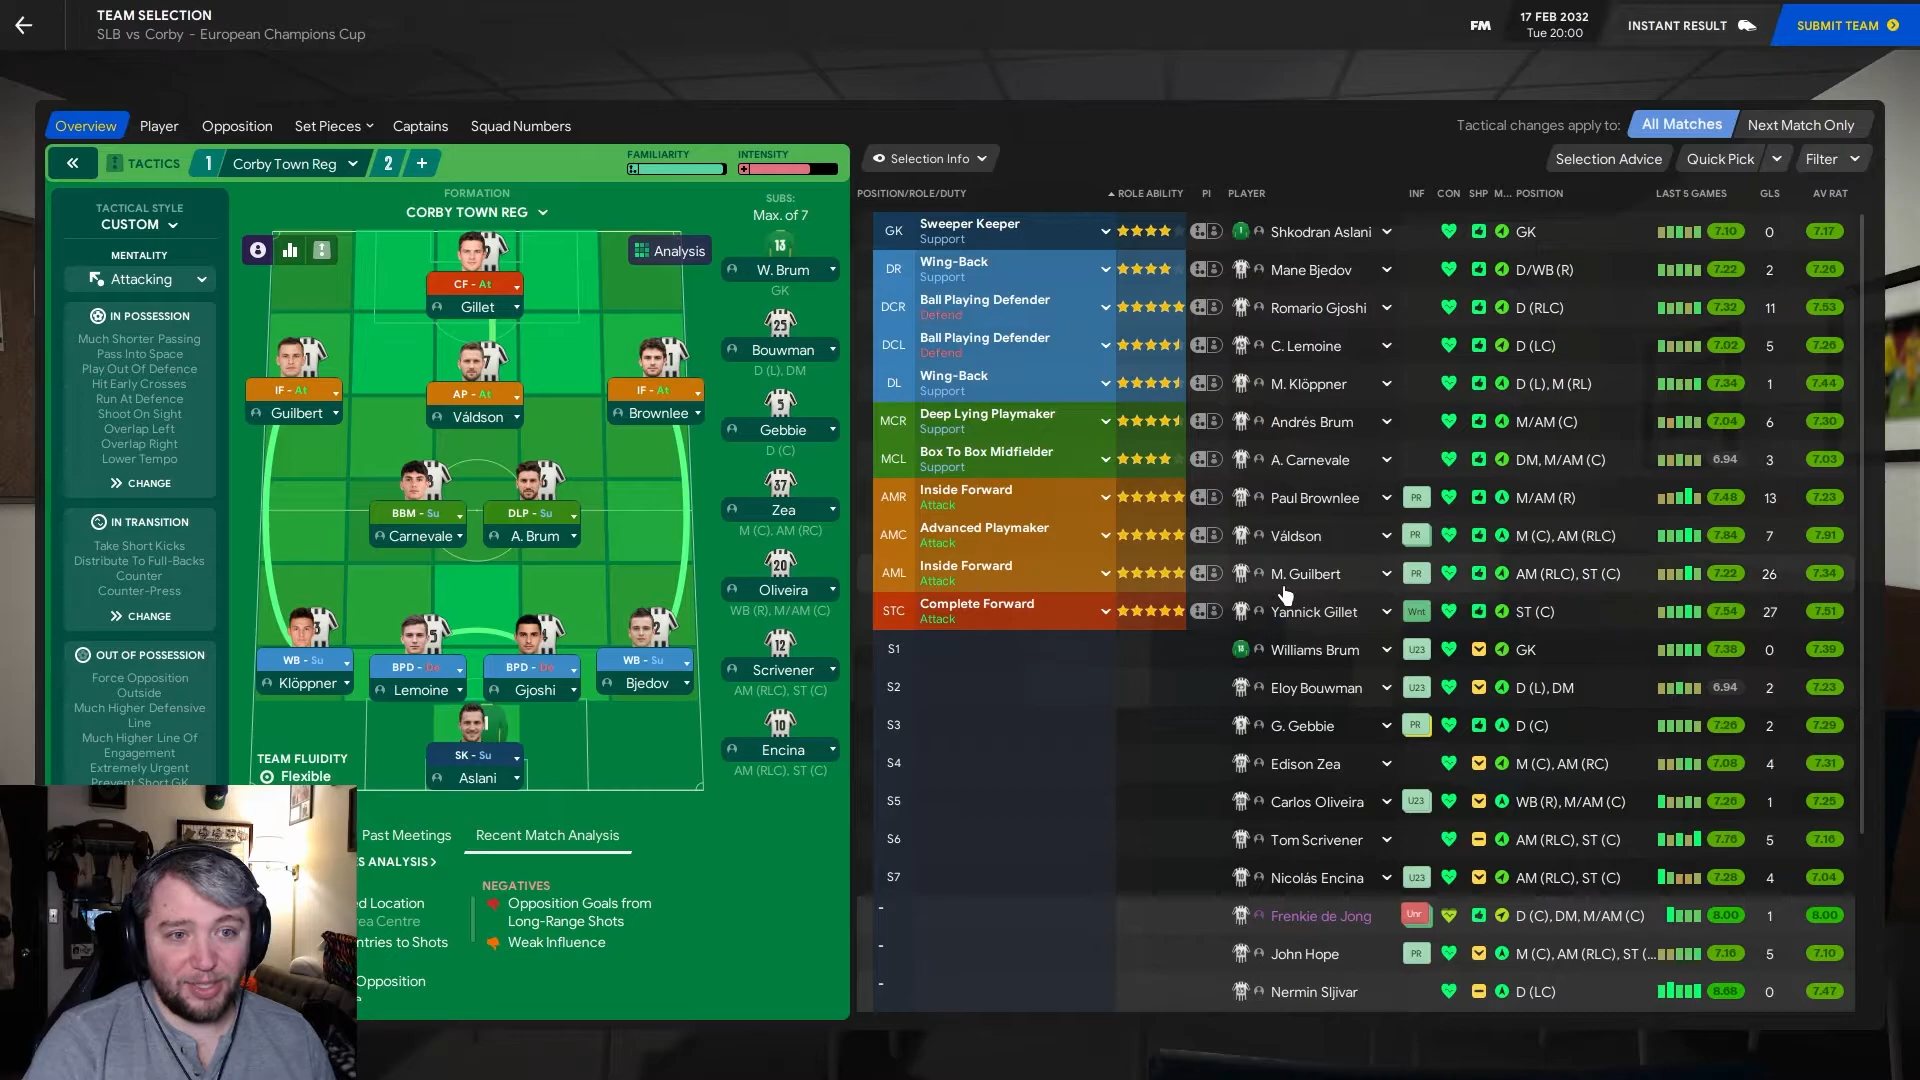 TEAM SELECTION
SLB vs Corby - European Champions Cup
FM
17 FEB 2032
Tue 20:00
INSTANT RESULT
SUBMIT TEAM
Overview Player Opposition Set Pieces Captains Squad Numbers
Tactical changes apply to: All Matches Next Match Only
TACTICS 1 Corby Town Reg 2 +
FAMILIARITY INTENSITY
Selection Info
Selection Advice Quick Pick Filter
TACTICAL STYLE
CUSTOM
MENTALITY
Attacking
IN POSSESSION
Much Shorter Passing
Pass Into Space
Play Out Of Defence
Hit Early Crosses
Run At Defence
Shoot On Sight
Overlap Left
Overlap Right
Lower Tempo
CHANGE
IN TRANSITION
Take Short Kicks
Distribute To Full-Backs
Counter
Counter-Press
CHANGE
OUT OF POSSESSION
Force Opposition
Outside
Much Higher Defensive
Line
Much Higher Line Of
Engagement
Extremely Urgent
Prevent Short GK
FORMATION
CORBY TOWN REG
Analysis
CF - At
Gillet
IF - At
Guilbert
AP - At
Váldson
IF - At
Brownlee
BBM - Su
Carnevale
DLP - Su
A. Brum
WB - Su
Klöppner
BPD - De
Lemoine
BPD - De
Gjoshi
WB - Su
Bjedov
SK - Su
Aslani
TEAM FLUIDITY
Flexible
SUBS:
Max. of 7
13
W. Brum
GK
25
Bouwman
D (L), DM
5
Gebbie
D (C)
37
Zea
M (C), AM (RC)
20
Oliveira
WB (R), M/AM (C)
12
Scrivener
AM (RLC), ST (C)
10
Encina
AM (RLC), ST (C)
Past Meetings Recent Match Analysis
S ANALYSIS
d Location
rea Centre
ntries to Shots
Opposition
e
NEGATIVES
Opposition Goals from
Long-Range Shots
Weak Influence
POSITION/ROLE/DUTY ROLE ABILITY PI PLAYER INF CON SHP M... POSITION LAST 5 GAMES GLS AV RAT
GK Sweeper Keeper Support Shkodran Aslani GK 7.10 0 7.17
DR Wing-Back Support Mane Bjedov D/WB (R) 7.22 2 7.26
DCR Ball Playing Defender Defend Romario Gjoshi D (RLC) 7.32 11 7.53
DCL Ball Playing Defender Defend C. Lemoine D (LC) 7.02 5 7.26
DL Wing-Back Support M. Klöppner D (L), M (RL) 7.34 1 7.44
MCR Deep Lying Playmaker Support Andrés Brum M/AM (C) 7.04 6 7.30
MCL Box To Box Midfielder Support A. Carnevale DM, M/AM (C) 6.94 3 7.03
AMR Inside Forward Attack Paul Brownlee PR M/AM (R) 7.48 13 7.23
AMC Advanced Playmaker Attack Váldson PR M (C), AM (RLC) 7.84 7 7.91
AML Inside Forward Attack M. Guilbert PR AM (RLC), ST (C) 7.22 26 7.34
STC Complete Forward Attack Yannick Gillet Wnt ST (C) 7.54 27 7.51
S1 Williams Brum U23 GK 7.38 0 7.39
S2 Eloy Bouwman U23 D (L), DM 6.94 2 7.23
S3 G. Gebbie PR D (C) 7.26 2 7.29
S4 Edison Zea M (C), AM (RC) 7.08 4 7.31
S5 Carlos Oliveira U23 WB (R), M/AM (C) 7.26 1 7.25
S6 Tom Scrivener AM (RLC), ST (C) 7.76 5 7.16
S7 Nicolás Encina U23 AM (RLC), ST (C) 7.28 4 7.04
- Frenkie de Jong Unr D (C), DM, M/AM (C) 8.00 1 8.00
- John Hope PR M (C), AM (RLC), ST (... 7.16 5 7.10
- Nermin Sljivar D (LC) 8.68 0 7.47